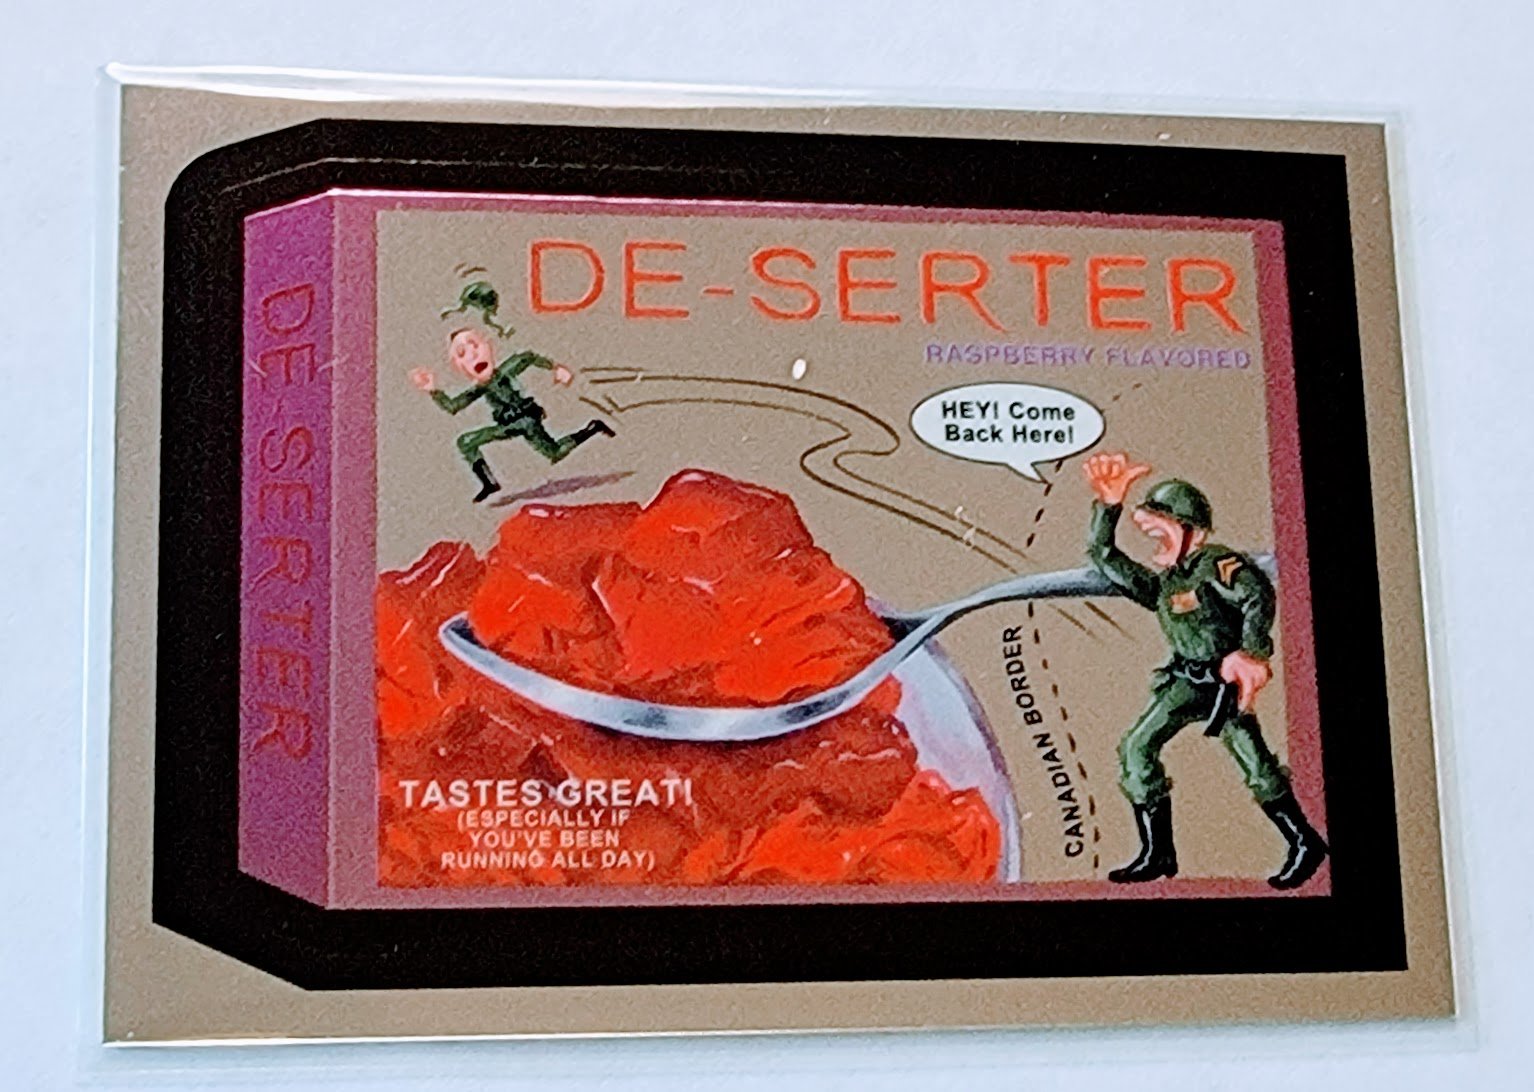 DE-SERTER
DE-SERTER
RASPBERRY FLAVORED
HEY! Come
Back Here!
CANADIAN BORDER
TASTES GREAT!
(ESPECIALLY IF
YOU'VE BEEN
RUNNING ALL DAY)